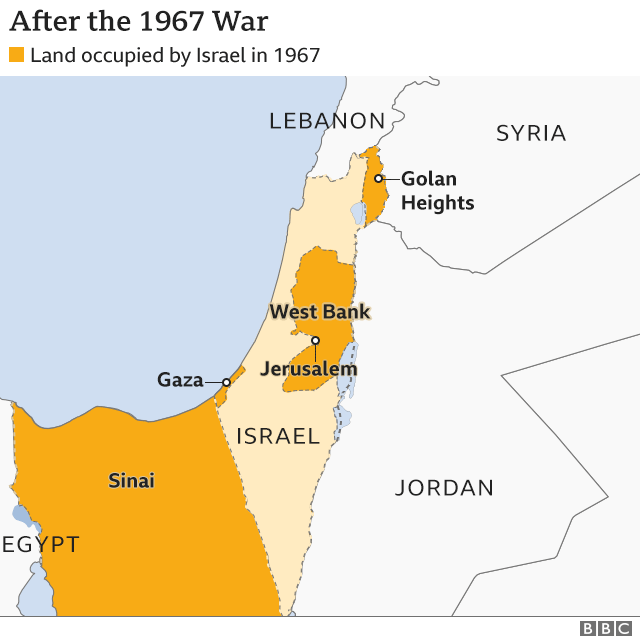 After the 1967 War
Land occupied by Israel in 1967
LEBANON
SYRIA
Golan
Heights
West Bank
Jerusalem
Gaza
ISRAEL
Sinai
JORDAN
EGYPT
BBC